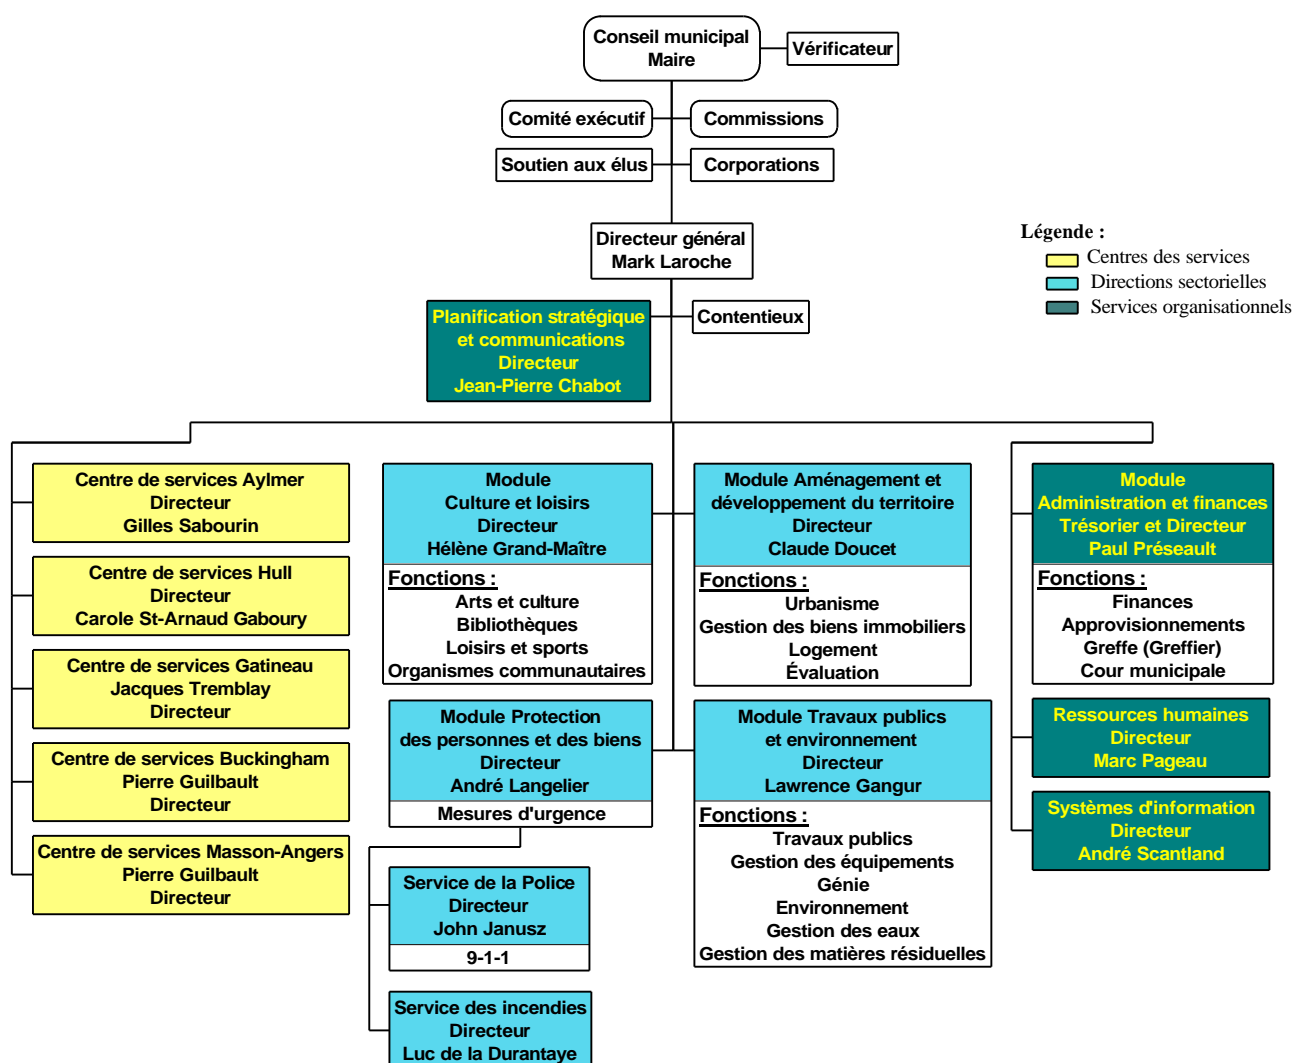 Conseil municipal
Maire
Vérificateur
Comité exécutif
Commissions
Soutien aux élus
Corporations
Directeur général
Mark Laroche
Légende :
Centres des services
Directions sectorielles
Services organisationnels
Planification stratégique
et communications
Directeur
Jean-Pierre Chabot
Contentieux
Centre de services Aylmer
Directeur
Gilles Sabourin
Centre de services Hull
Directeur
Carole St-Arnaud Gaboury
Centre de services Gatineau
Jacques Tremblay
Directeur
Centre de services Buckingham
Pierre Guilbault
Directeur
Centre de services Masson-Angers
Pierre Guilbault
Directeur
Module
Culture et loisirs
Directeur
Hélène Grand-Maître
Fonctions :
Arts et culture
Bibliothèques
Loisirs et sports
Organismes communautaires
Module Protection
des personnes et des biens
Directeur
André Langelier
Mesures d'urgence
Service de la Police
Directeur
John Janusz
9-1-1
Service des incendies
Directeur
Luc de la Durantaye
Module Aménagement et
développement du territoire
Directeur
Claude Doucet
Fonctions :
Urbanisme
Gestion des biens immobiliers
Logement
Évaluation
Module Travaux publics
et environnement
Directeur
Lawrence Gangur
Fonctions :
Travaux publics
Gestion des équipements
Génie
Environnement
Gestion des eaux
Gestion des matières résiduelles
Module
Administration et finances
Trésorier et Directeur
Paul Préseault
Fonctions :
Finances
Approvisionnements
Greffe (Greffier)
Cour municipale
Ressources humaines
Directeur
Marc Pageau
Systèmes d'information
Directeur
André Scantland